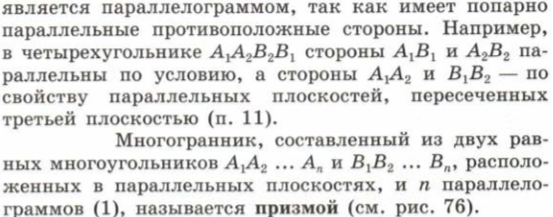 является параллелограммом, так как имеет попарно
параллельные противоположные стороны. Например,
в четырехугольнике A₁A₂B₂B₁ стороны A₁B₁ и A₂B₂ па-
раллельны по условию, а стороны A₁A₂ и B₁B₂ — по
свойству параллельных плоскостей, пересеченных
третьей плоскостью (п. 11).
Многогранник, составленный из двух рав-
ных многоугольников A₁A₂ ... Aₙ и B₁B₂ ... Bₙ, располо-
женных в параллельных плоскостях, и n параллело-
граммов (1), называется призмой (см. рис. 76).